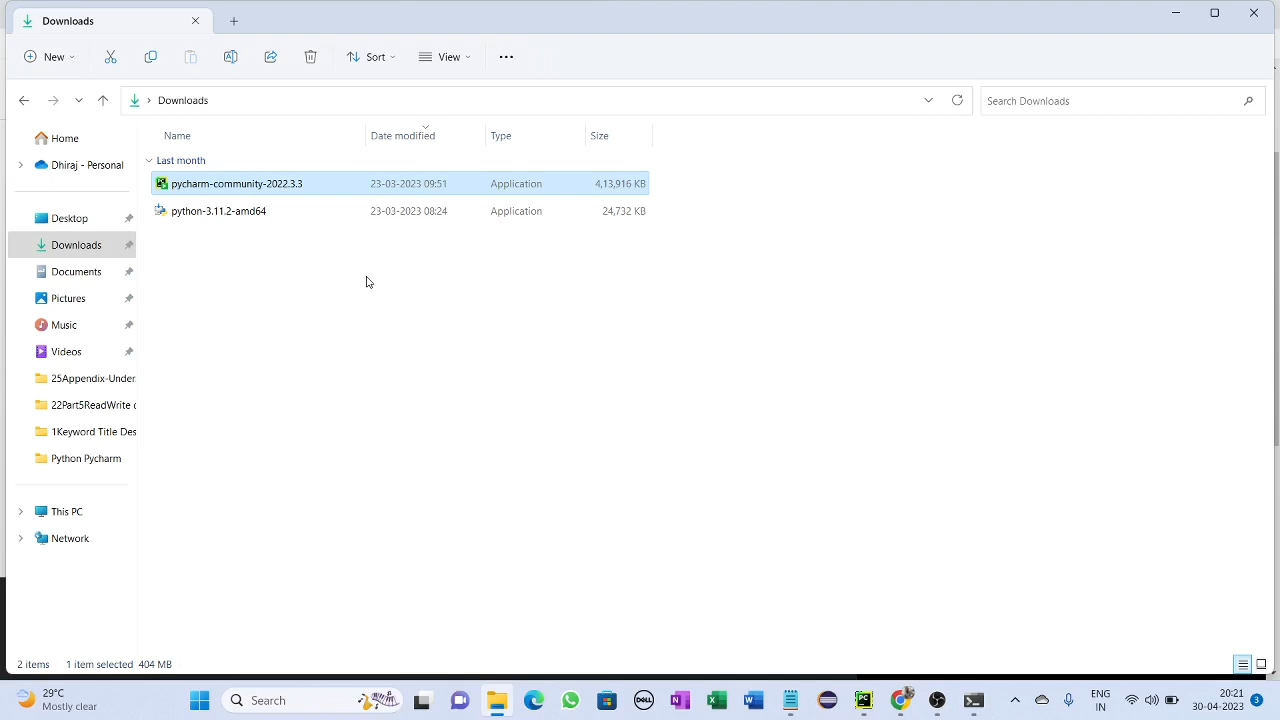 Downloads
New
Sort
View
Downloads
Search Downloads
Name
Date modified
Type
Size
Home
Dhiraj - Personal
Desktop
Downloads
Documents
Pictures
Music
Videos
25Appendix-Under
22Part5ReadWrite
1Keyword Title Des
Python Pycharm
This PC
Network
Last month
pycharm-community-2022.3.3 23-03-2023 09:51 Application 4,13,916 KB
python-3.11.2-amd64 23-03-2023 08:24 Application 24,732 KB
2 items 1 item selected 404 MB
29°C
Mostly clear
Search
DELL
ENG
IN
20:21
-04-2023
3